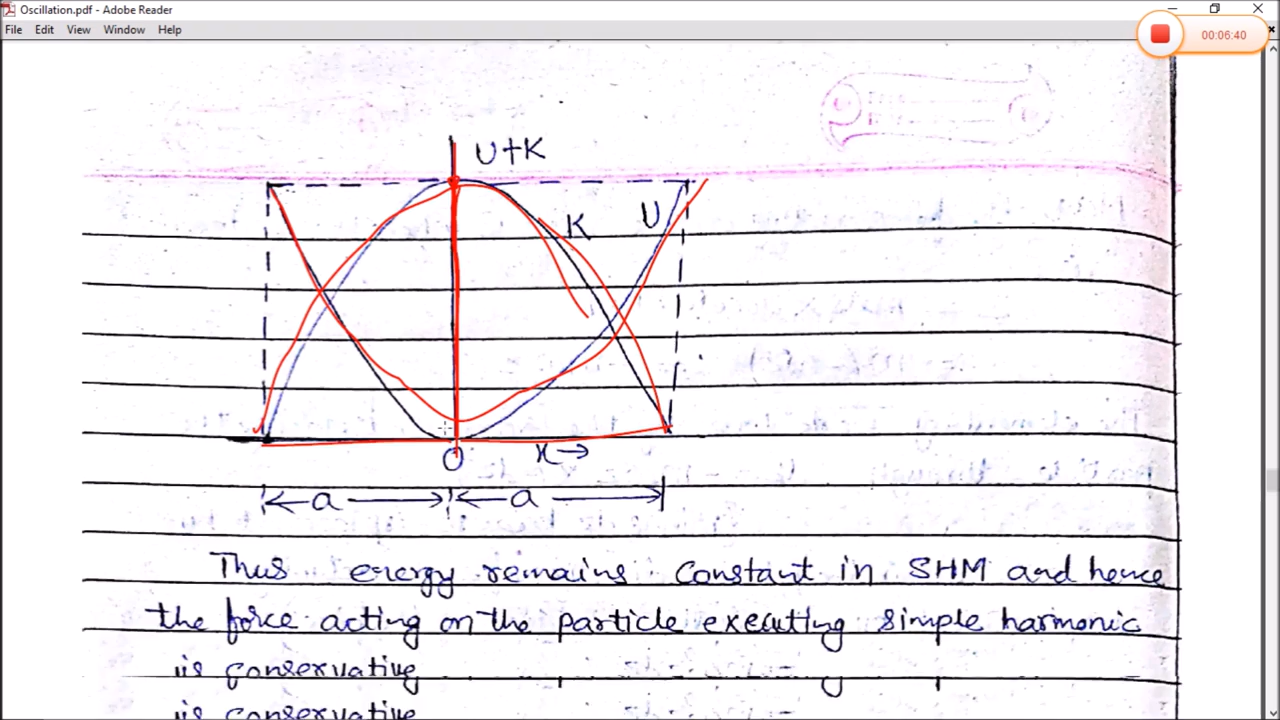 Oscillation.pdf - Adobe Reader
File Edit View Window Help
00:06:40
U+K
K U
O x→
←a→ ←a→
Thus energy remains constant in SHM and hence
the force acting on the particle executing simple harmonic
is conservative
is conservative